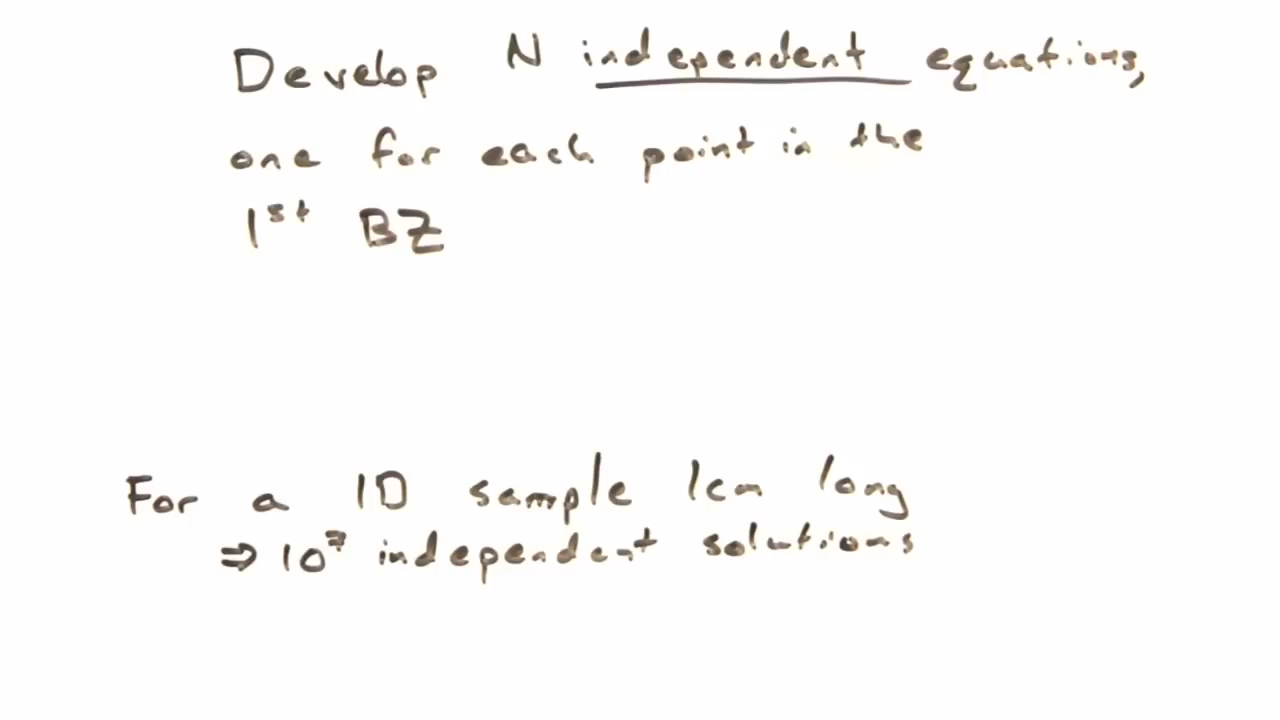 Develop N independent equations,
one for each point in the
1st BZ
For a 1D sample 1cm long
⇒ 10⁷ independent solutions